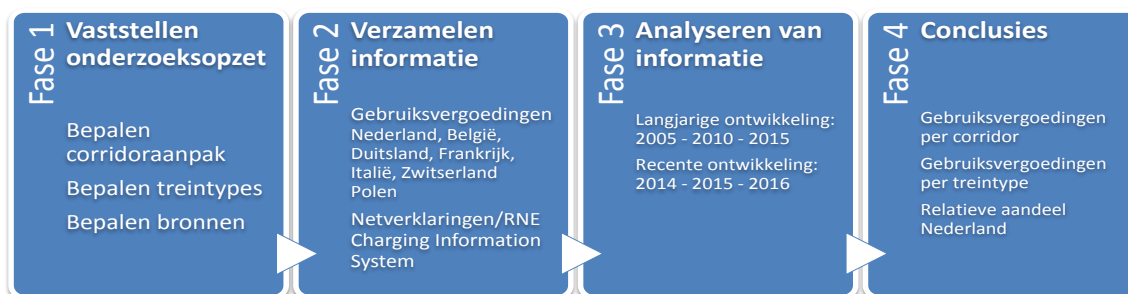 Fase 1
Vaststellen
onderzoeksopzet
Bepalen
corridoraanpak
Bepalen treintypes
Bepalen bronnen
Fase 2
Verzamelen
informatie
Gebruiksvergoedingen
Nederland, België,
Duitsland, Frankrijk,
Italië, Zwitserland
Polen
Netverklaringen/RNE
Charging Information
System
Fase 3
Analyseren van
informatie
Langjarige ontwikkeling:
2005 - 2010 - 2015
Recente ontwikkeling:
2014 - 2015 - 2016
Fase 4
Conclusies
Gebruiksvergoedingen
per corridor
Gebruiksvergoedingen
per treintype
Relatieve aandeel
Nederland